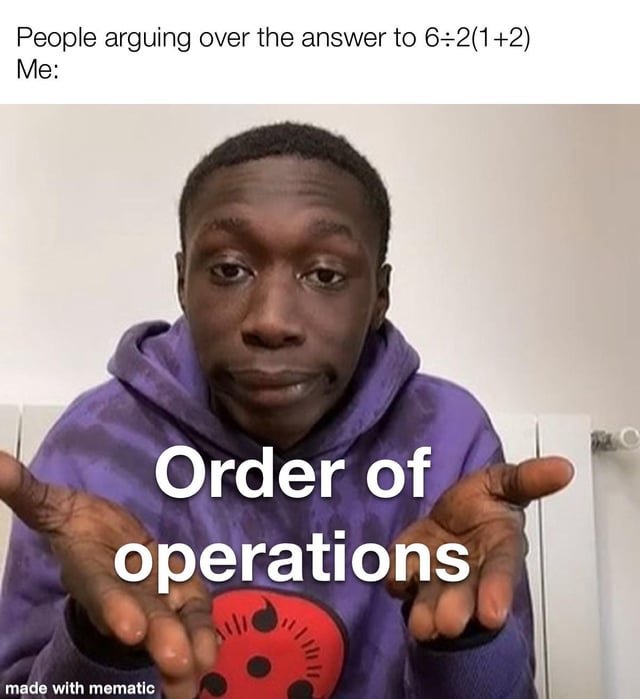 People arguing over the answer to 6÷2(1+2)
Me:
Order of
operations
made with mematic